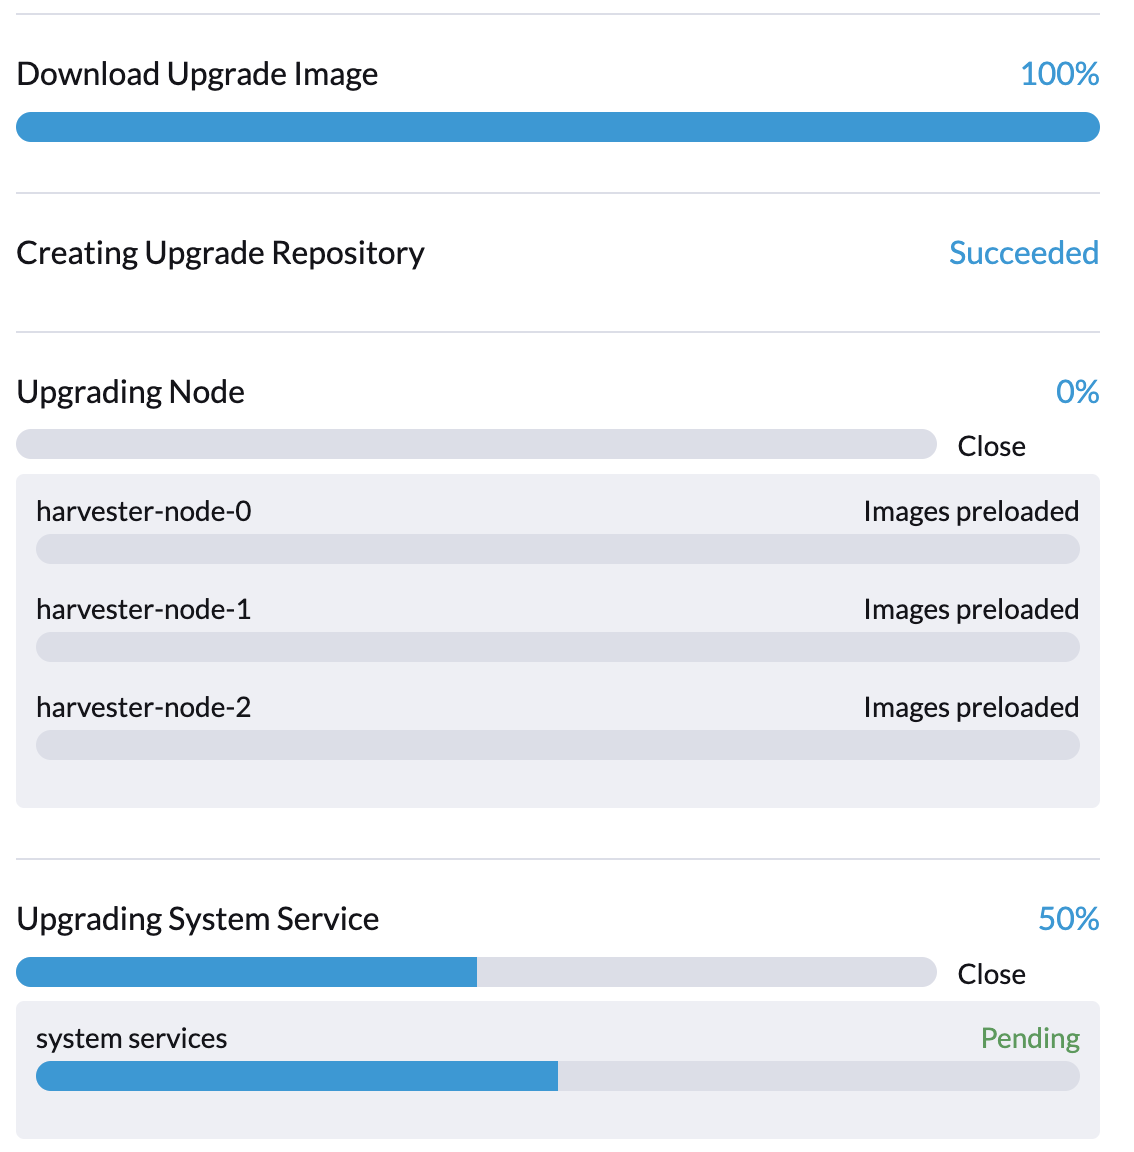 Download Upgrade Image 100%
Creating Upgrade Repository Succeeded
Upgrading Node 0%
Close
harvester-node-0 Images preloaded
harvester-node-1 Images preloaded
harvester-node-2 Images preloaded
Upgrading System Service 50%
Close
system services Pending